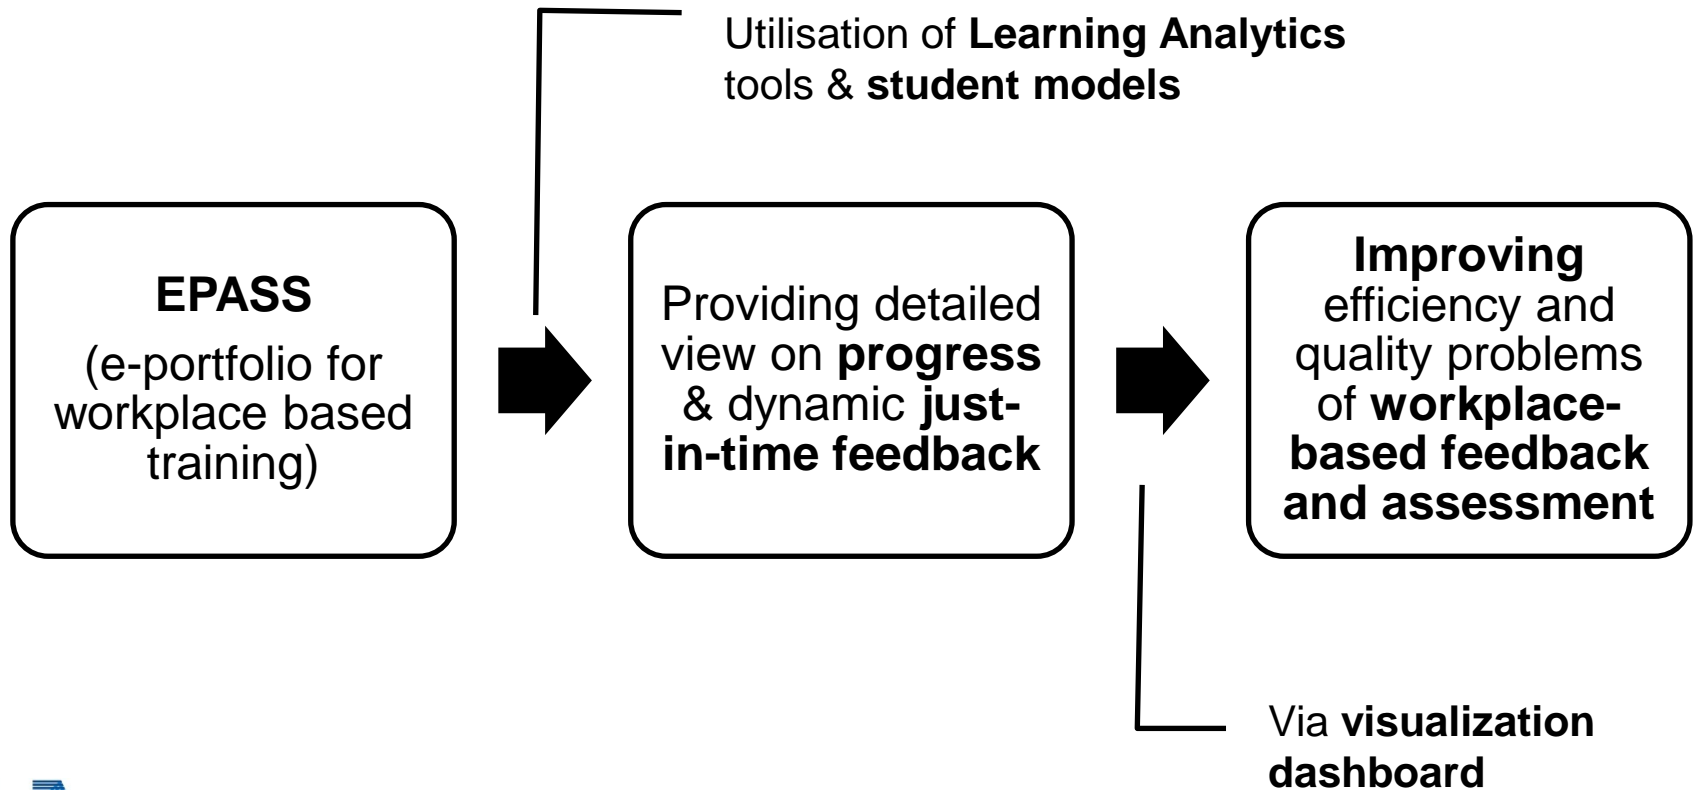 Utilisation of Learning Analytics
tools & student models
EPASS
(e-portfolio for
workplace based
training)
Providing detailed
view on progress
& dynamic just-
in-time feedback
Improving
efficiency and
quality problems
of workplace-
based feedback
and assessment
Via visualization
dashboard